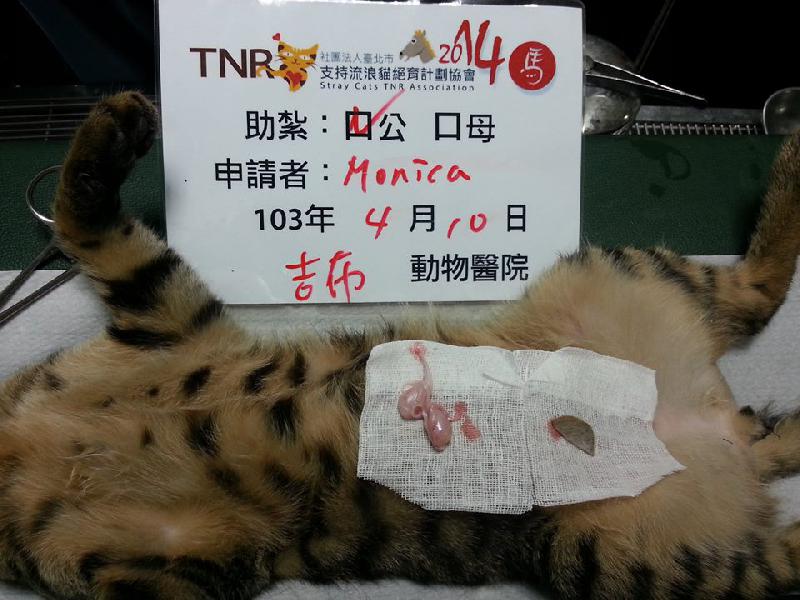 TNR 社團法人臺北市 2014 馬
支持流浪貓絕育計劃協會
Stray Cats TNR Association
助紮：口公 口母
申請者：Monica
103年 4月10日
吉布 動物醫院